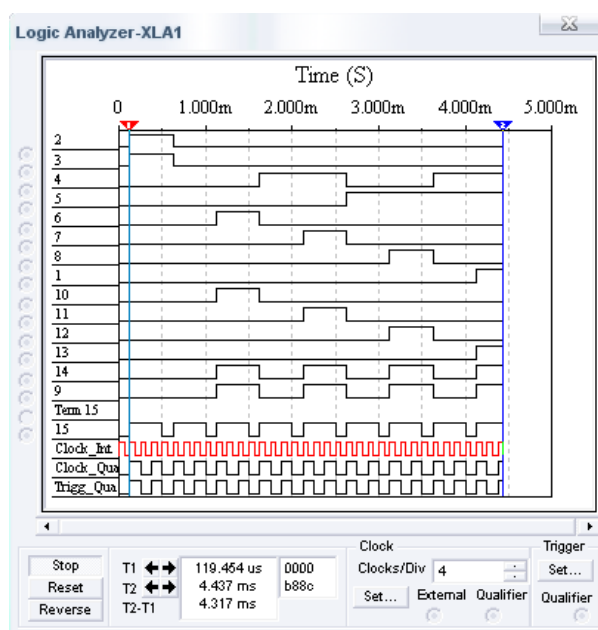 Logic Analyzer-XLA1
Time (S)
0 1.000m 2.000m 3.000m 4.000m 5.000m
1 2
2
3
4
5
6
7
8
1
10
11
12
13
14
9
Term 15
15
Clock_Int
Clock_Qua
Trigg_Qua
Clock Trigger
Stop T1 119.454 us 0000 Clocks/Div 4 Set...
Reset T2 4.437 ms b88c Set... External Qualifier Qualifier
Reverse T2-T1 4.317 ms